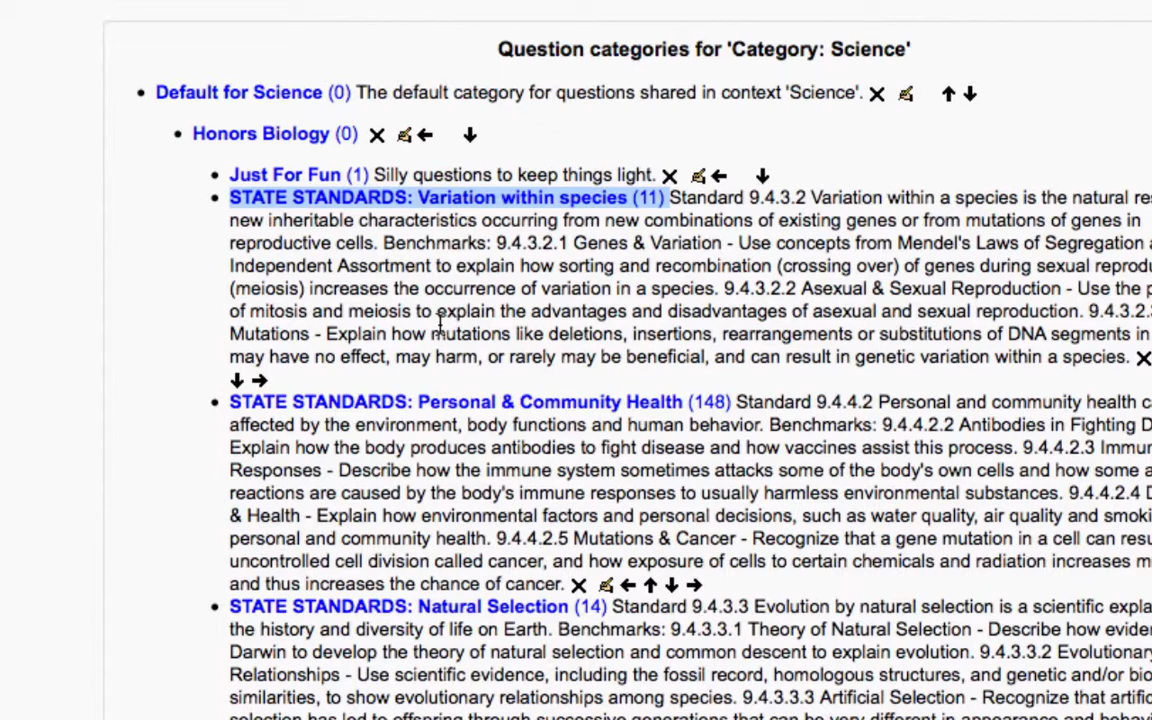 Question categories for 'Category: Science'
Default for Science (0) The default category for questions shared in context 'Science'.
Honors Biology (0)
Just For Fun (1) Silly questions to keep things light.
STATE STANDARDS: Variation within species (11) Standard 9.4.3.2 Variation within a species is the natural
new inheritable characteristics occurring from new combinations of existing genes or from mutations of genes in
reproductive cells. Benchmarks: 9.4.3.2.1 Genes & Variation - Use concepts from Mendel's Laws of Segregation
Independent Assortment to explain how sorting and recombination (crossing over) of genes during sexual
(meiosis) increases the occurrence of variation in a species. 9.4.3.2.2 Asexual & Sexual Reproduction - Use the
of mitosis and meiosis to explain the advantages and disadvantages of asexual and sexual reproduction.
Mutations - Explain how mutations like deletions, insertions, rearrangements or substitutions of DNA segments in
may have no effect, may harm, or rarely may be beneficial, and can result in genetic variation within a species.
STATE STANDARDS: Personal & Community Health (148) Standard 9.4.4.2 Personal and community health
affected by the environment, body functions and human behavior. Benchmarks: 9.4.4.2.2 Antibodies in Fighting
Explain how the body produces antibodies to fight disease and how vaccines assist this process. 9.4.4.2.3
Responses - Describe how the immune system sometimes attacks some of the body's own cells and how some
reactions are caused by the body's immune responses to usually harmless environmental substances. 9.4.4.2.4
& Health - Explain how environmental factors and personal decisions, such as water quality, air quality and
personal and community health. 9.4.4.2.5 Mutations & Cancer - Recognize that a gene mutation in a cell can
uncontrolled cell division called cancer, and how exposure of cells to certain chemicals and radiation increases
and thus increases the chance of cancer.
STATE STANDARDS: Natural Selection (14) Standard 9.4.3.3 Evolution by natural selection is a scientific
the history and diversity of life on Earth. Benchmarks: 9.4.3.3.1 Theory of Natural Selection - Describe how
Darwin to develop the theory of natural selection and common descent to explain evolution. 9.4.3.3.2
Relationships - Use scientific evidence, including the fossil record, homologous structures, and genetic and/or
similarities, to show evolutionary relationships among species. 9.4.3.3.3 Artificial Selection - Recognize that
selection has led to offspring through successive generations that can be very different in appearance and